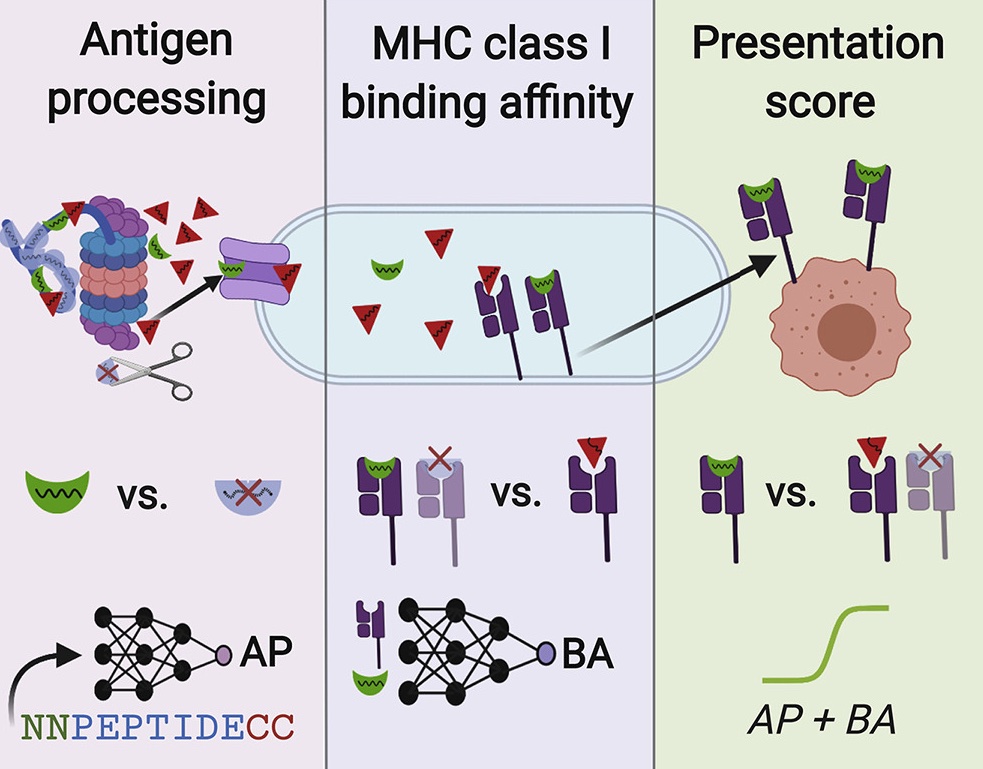 Antigen
processing
MHC class I
binding affinity
Presentation
score
vs.
vs.
vs.
AP
BA
NNPEPTIDECC
AP + BA